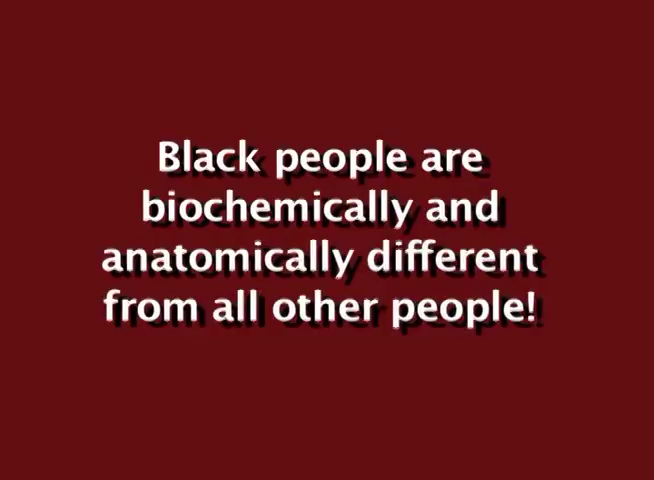 Black people are
biochemically and
anatomically different
from all other people!